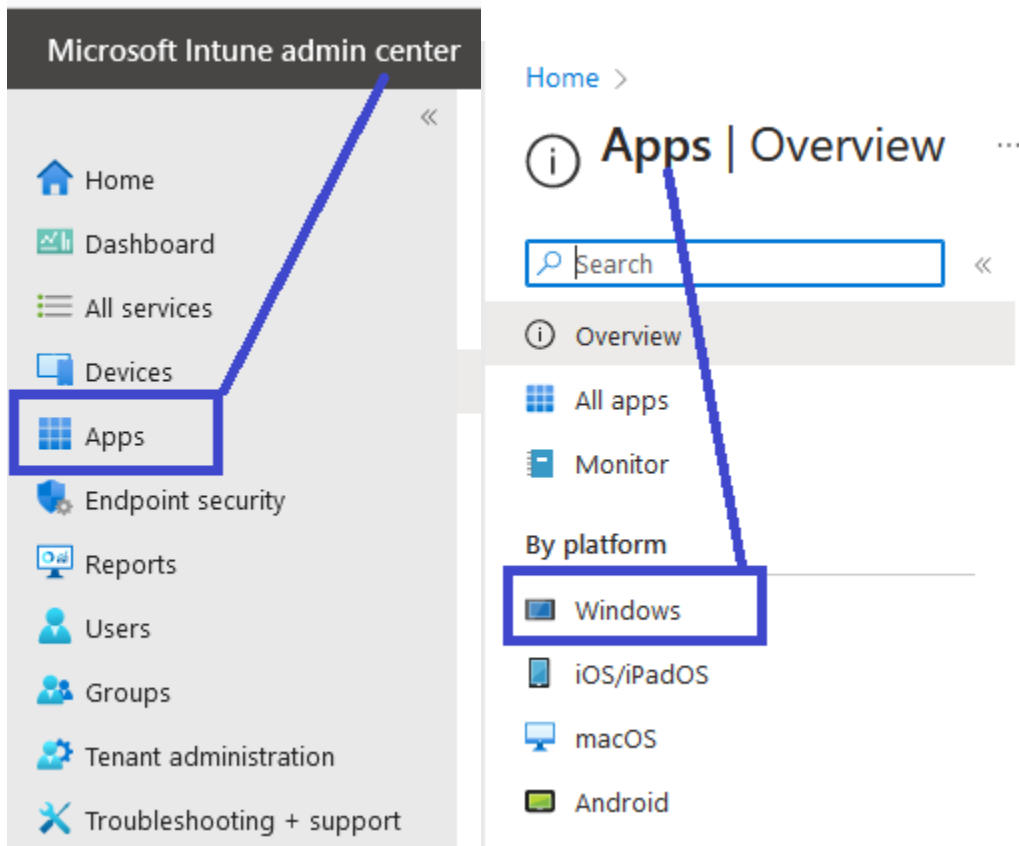 Microsoft Intune admin center
«
Home
Dashboard
All services
Devices
Apps
Endpoint security
Reports
Users
Groups
Tenant administration
Troubleshooting + support
Home >
Apps | Overview ...
Search «
Overview
All apps
Monitor
By platform
Windows
iOS/iPadOS
macOS
Android